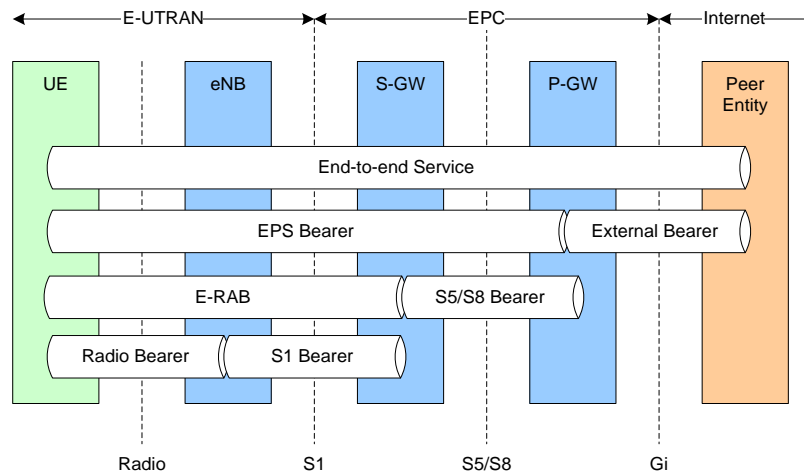 E-UTRAN
EPC
Internet
UE
eNB
S-GW
P-GW
Peer
Entity
End-to-end Service
EPS Bearer
External Bearer
E-RAB
S5/S8 Bearer
Radio Bearer
S1 Bearer
Radio
S1
S5/S8
Gi